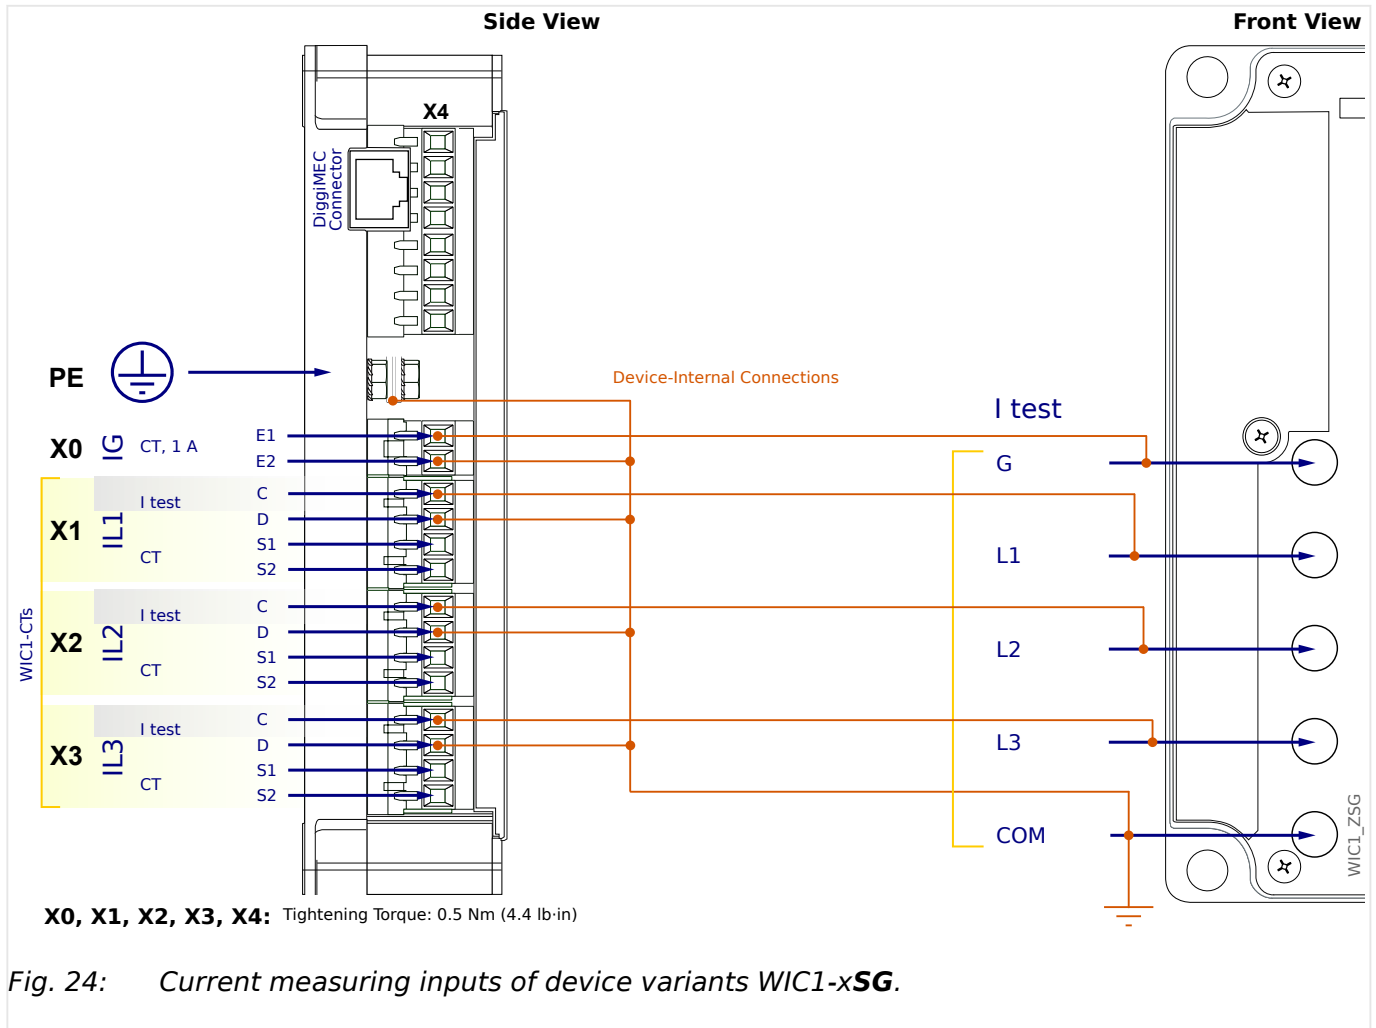 Side View
Front View
X4
DiggiMEC
Connector
PE
Device-Internal Connections
I test
X0
IG
CT, 1 A
E1
E2
G
WIC1-CTs
X1
IL1
I test
CT
C
D
S1
S2
L1
X2
IL2
I test
CT
C
D
S1
S2
L2
X3
IL3
I test
CT
C
D
S1
S2
L3
COM
WIC1_ZSG
X0, X1, X2, X3, X4: Tightening Torque: 0.5 Nm (4.4 lb·in)
Fig. 24: Current measuring inputs of device variants WIC1-xSG.